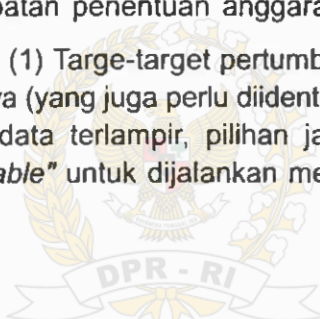 patan penentuan anggara
(1) Targe-target pertumb
ya (yang juga perlu diident
data terlampir, pilihan ja
able" untuk dijalankan me
DPR - RI